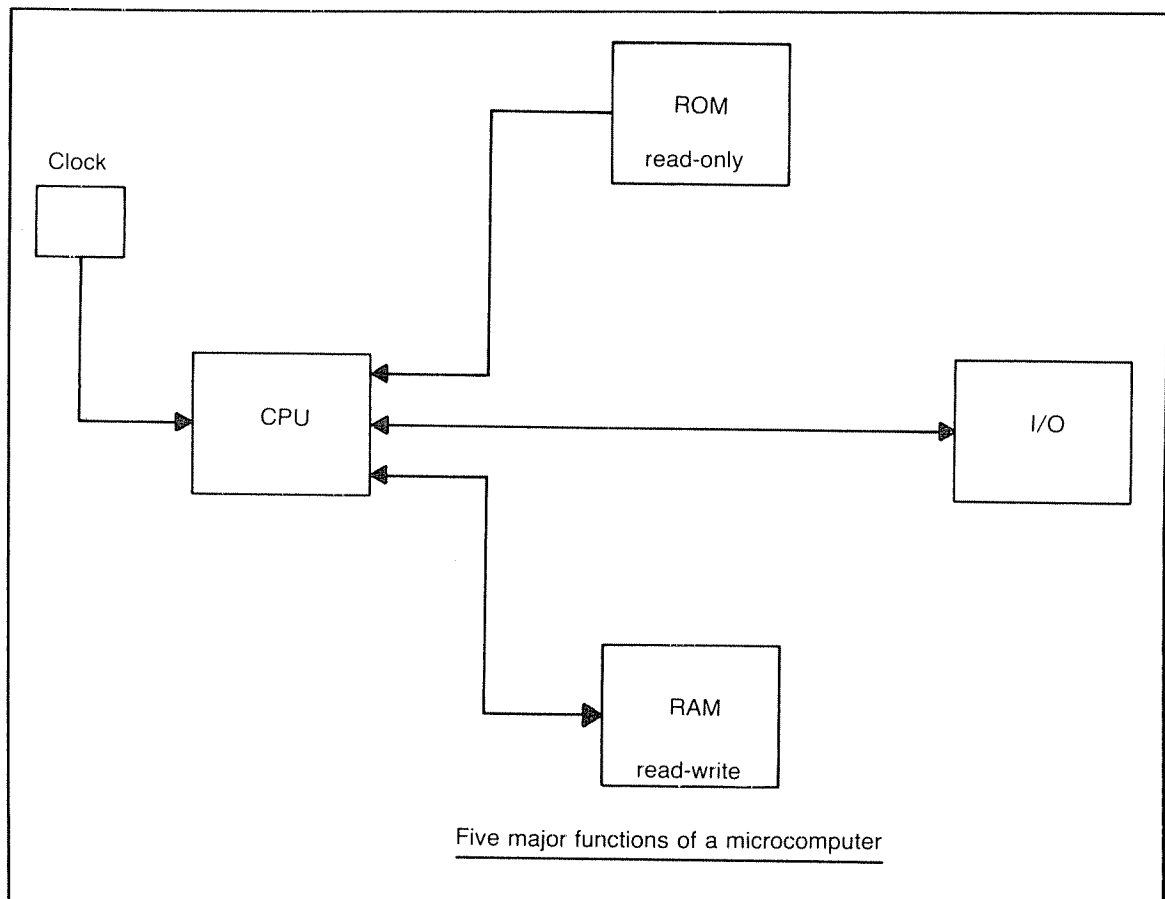 ROM
read-only
Clock
CPU
I/O
RAM
read-write
Five major functions of a microcomputer